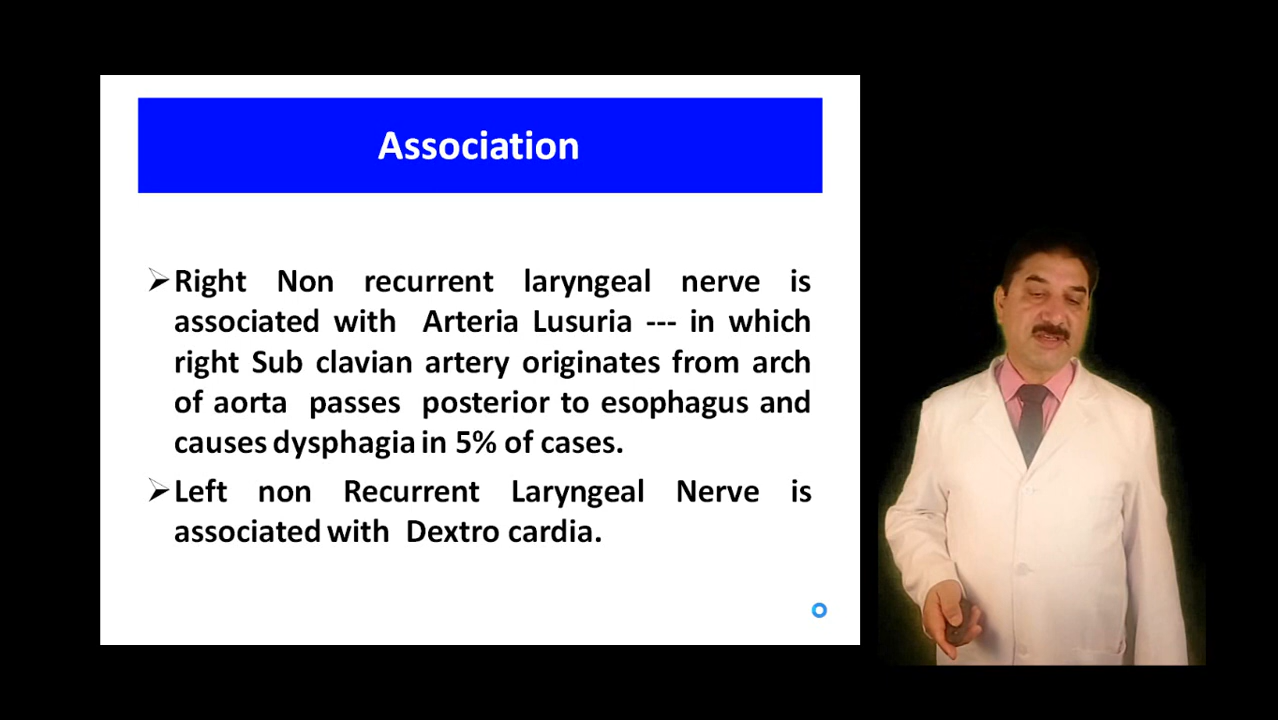 Association
Right Non recurrent laryngeal nerve is
associated with Arteria Lusuria --- in which
right Sub clavian artery originates from arch
of aorta passes posterior to esophagus and
causes dysphagia in 5% of cases.
Left non Recurrent Laryngeal Nerve is
associated with Dextro cardia.